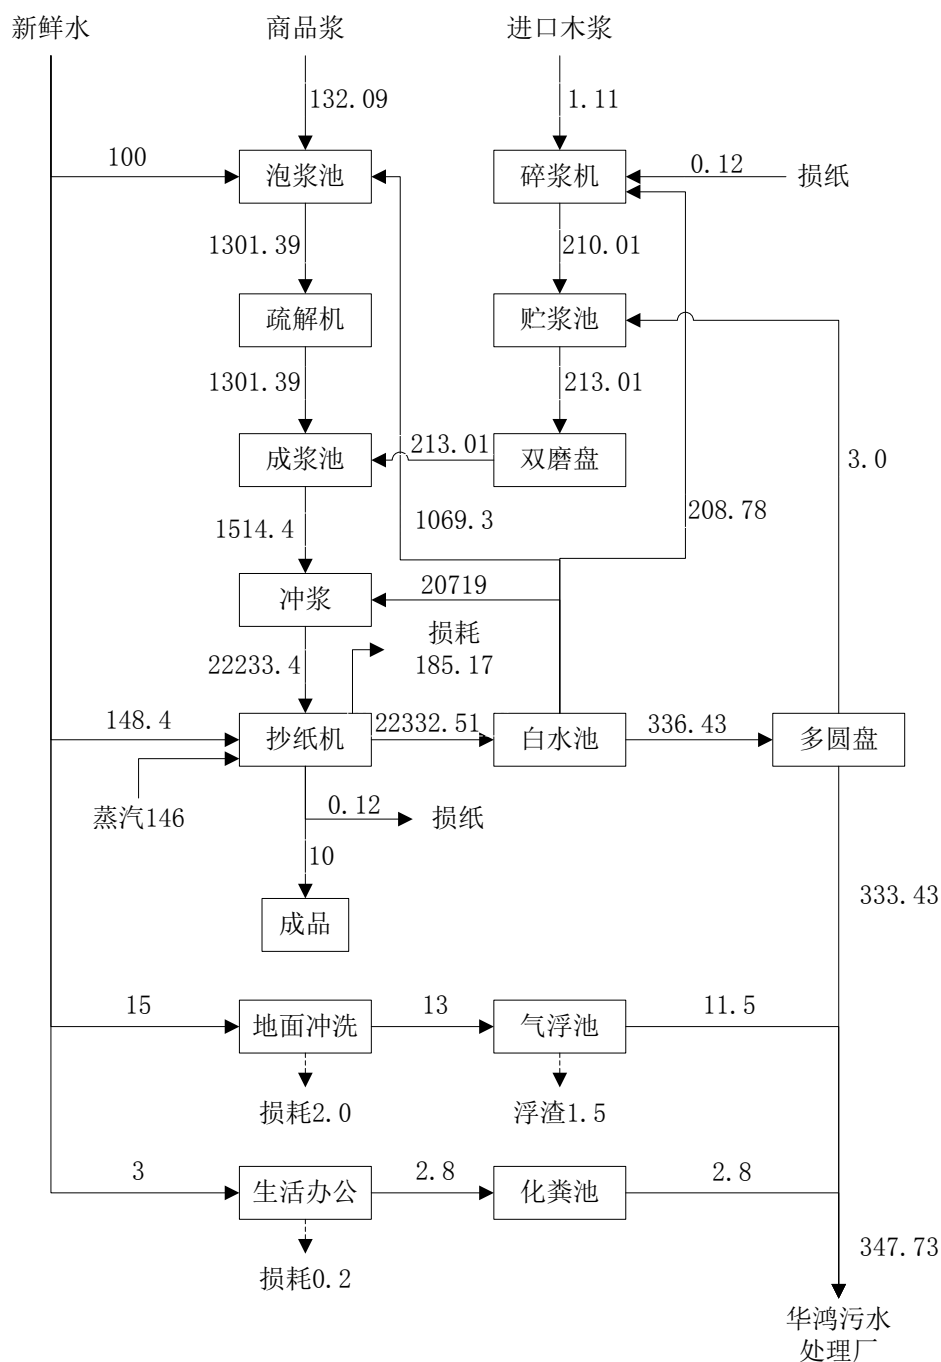 新鲜水
商品浆
进口木浆
132.09
1.11
100
泡浆池
碎浆机
0.12
损纸
1301.39
210.01
疏解机
贮浆池
1301.39
213.01
成浆池
213.01
双磨盘
3.0
1514.4
1069.3
208.78
冲浆
20719
损耗
185.17
22233.4
148.4
抄纸机
22332.51
白水池
336.43
多圆盘
蒸汽146
0.12
损纸
10
成品
333.43
15
地面冲洗
13
气浮池
11.5
损耗2.0
浮渣1.5
3
生活办公
2.8
化粪池
2.8
损耗0.2
347.73
华鸿污水
处理厂